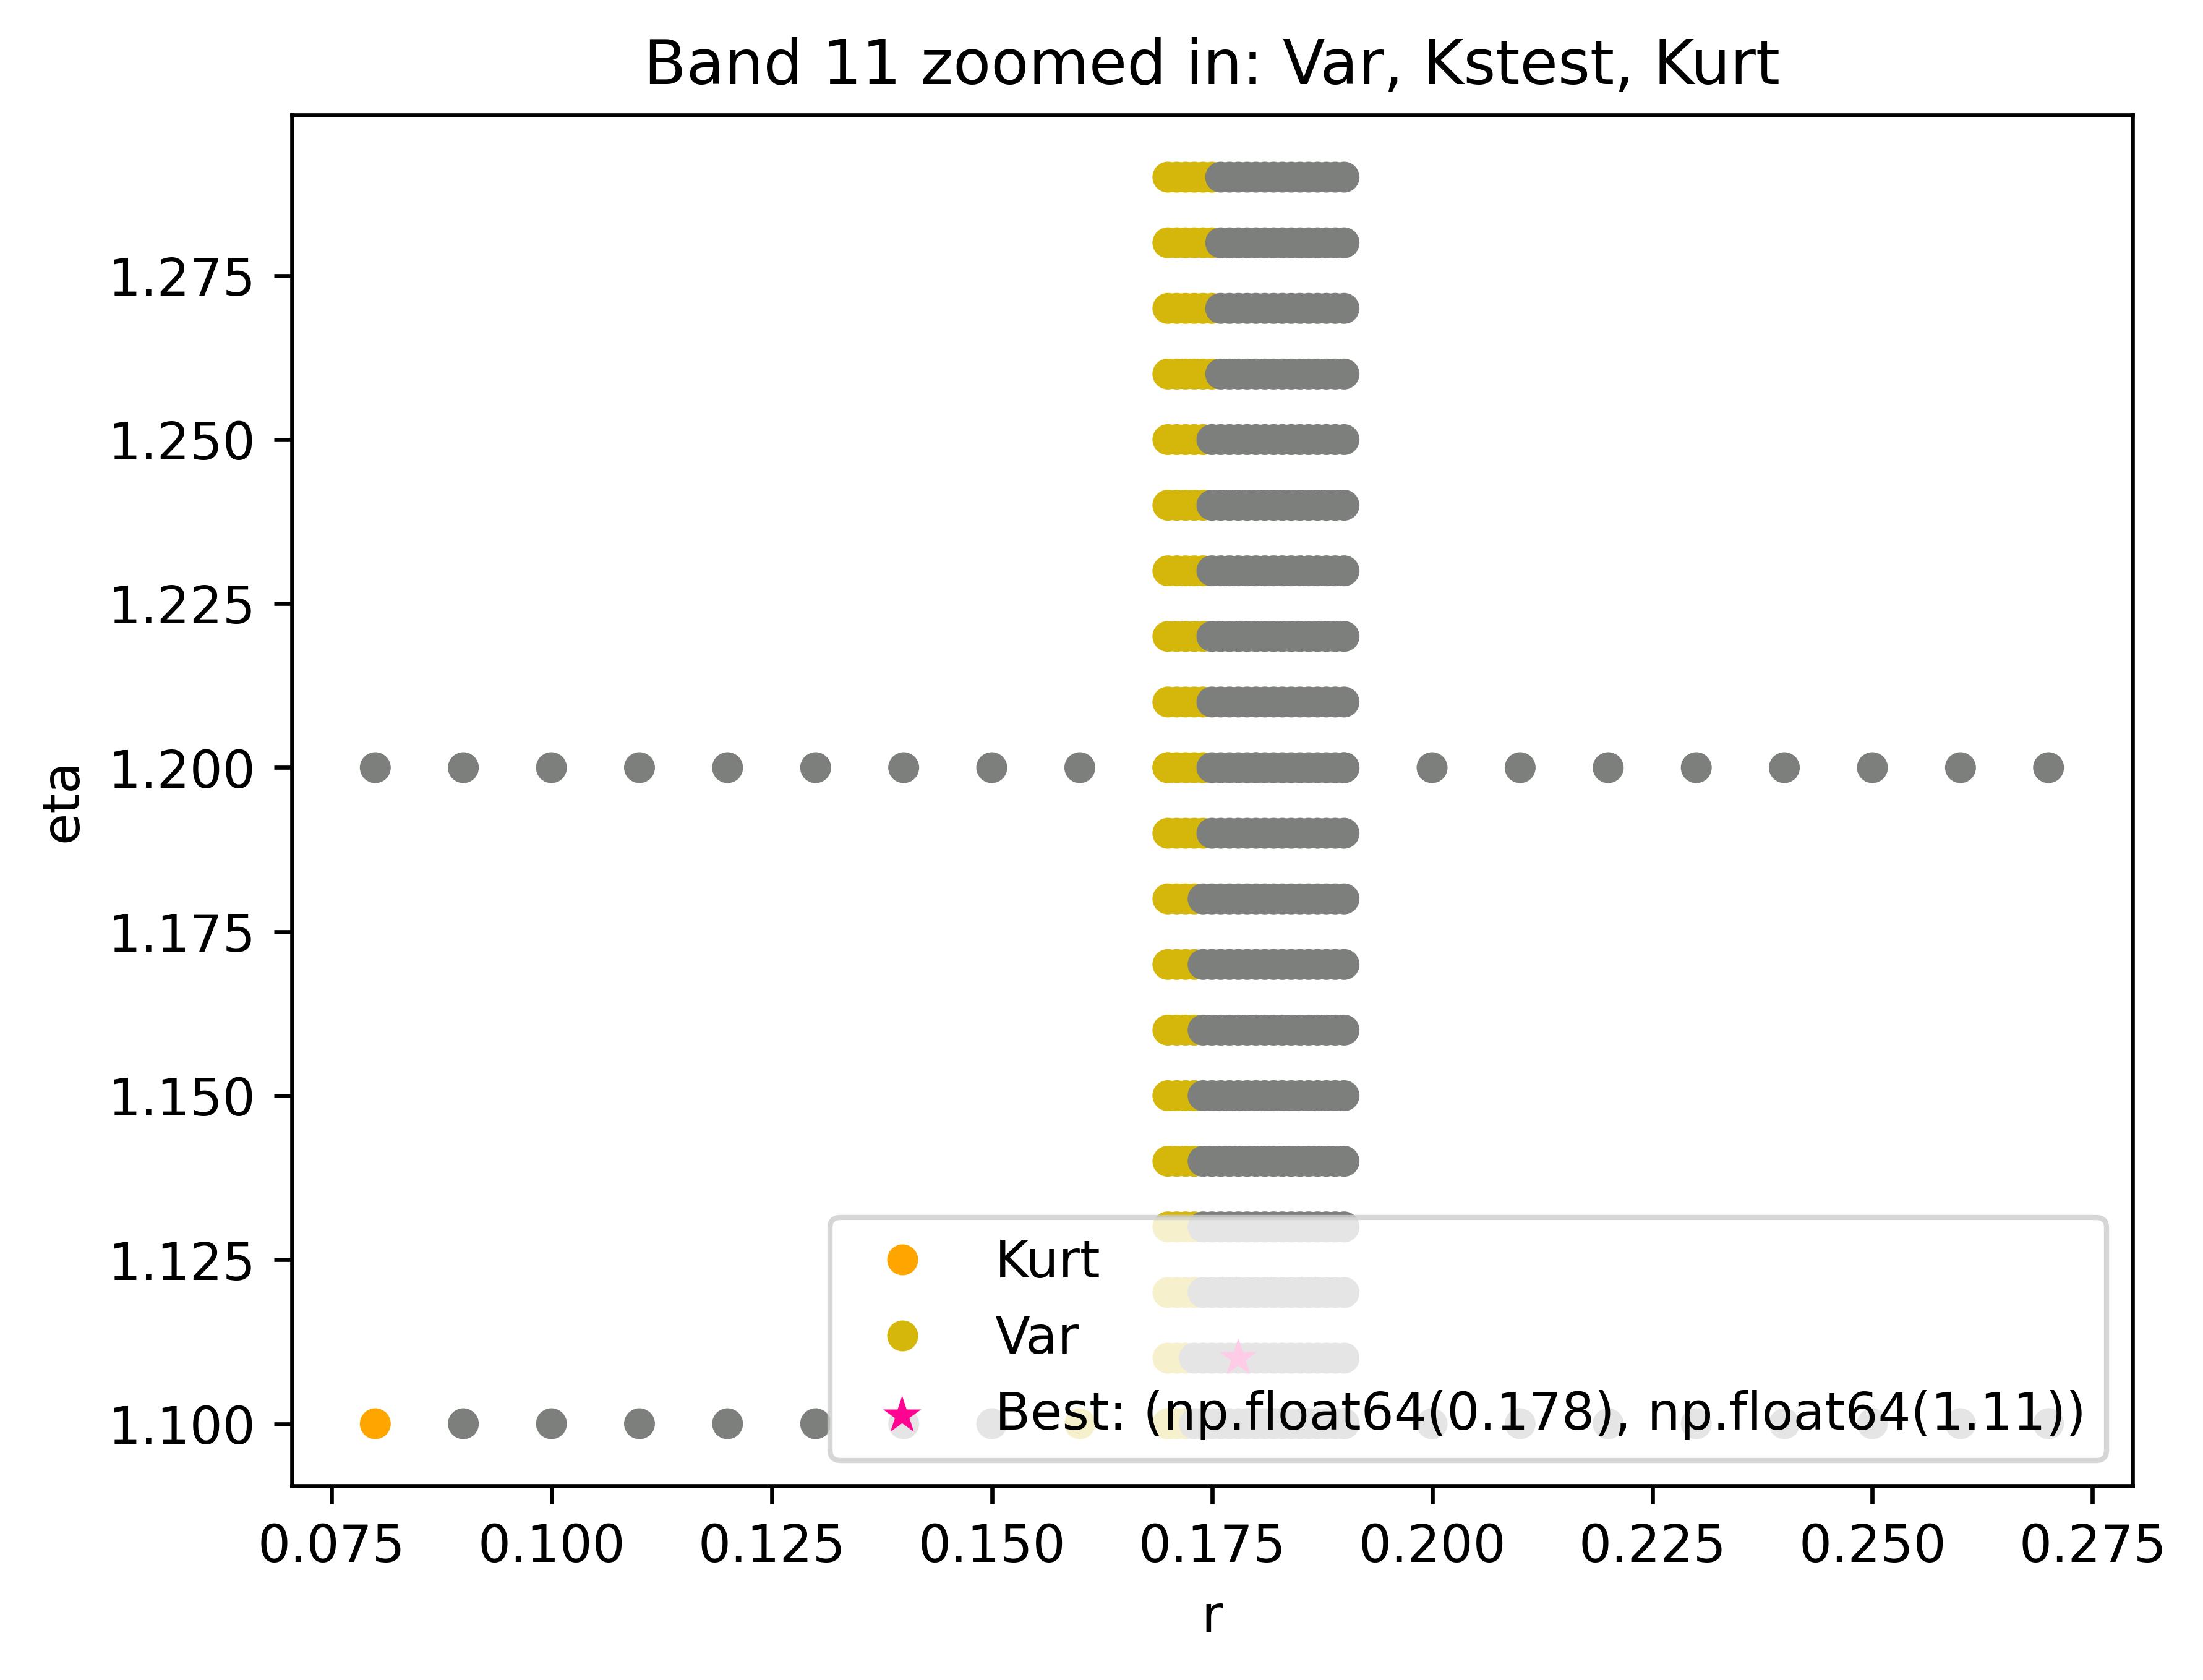 Band 11 zoomed in: Var, Kstest, Kurt
eta
1.275
1.250
1.225
1.200
1.175
1.150
1.125
1.100
Kurt
Var
Best: (np.float64(0.178), np.float64(1.11))
0.075 0.100 0.125 0.150 0.175 0.200 0.225 0.250 0.275
r